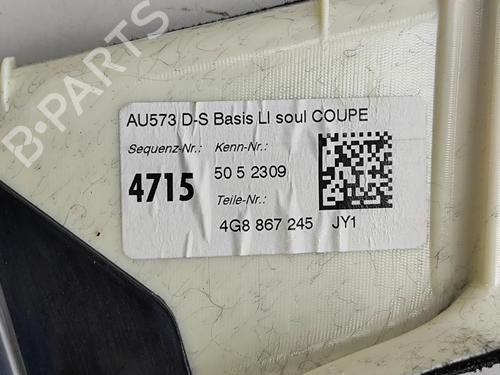 B-PARTS
AU573 D-S Basis LI soul COUPE
Sequenz-Nr.: Kenn-Nr.:
4715 50 5 2309
Teile-Nr.:
4G8 867 245 JY1